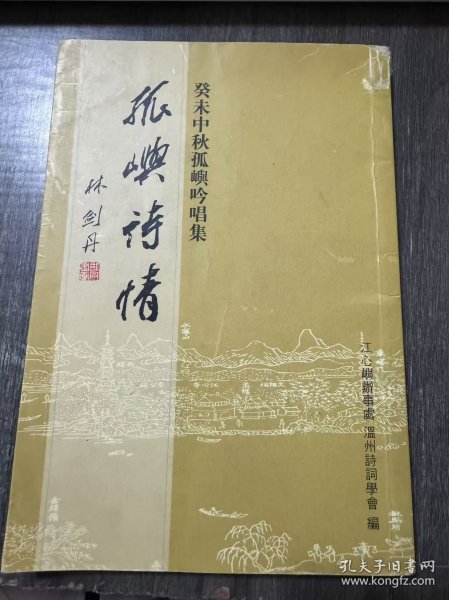 孤嶼詩情
林剑丹
癸未中秋孤嶼吟唱集
江心嶼辦事處 溫州詩詞學會 編
孔夫子旧书网
www.kongfz.com